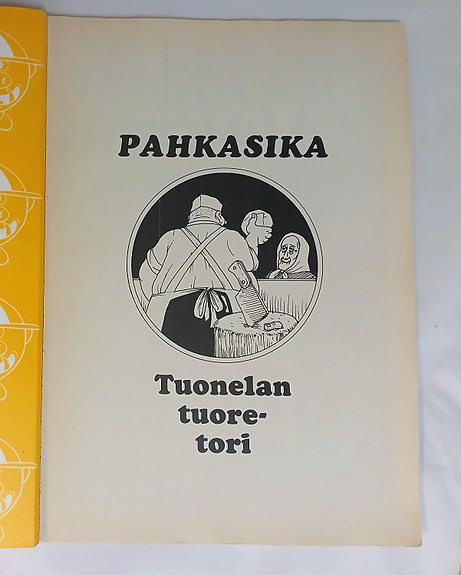 PAHKASIKA
Tuonelan
tuore-
tori